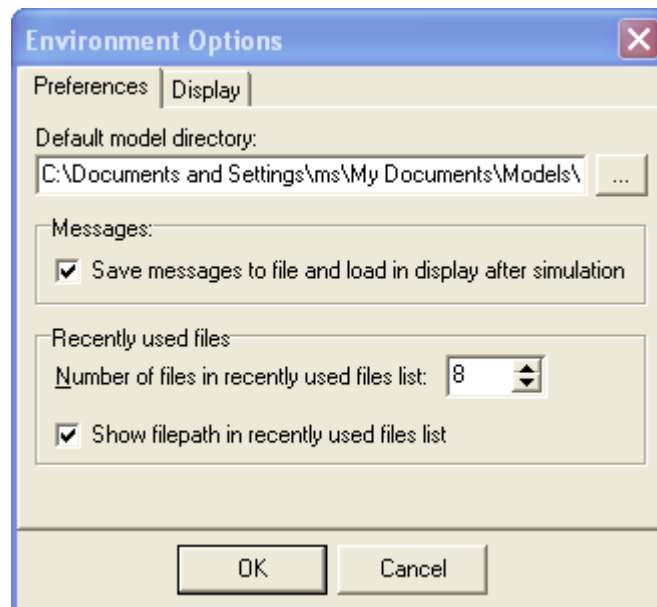 Environment Options
Preferences Display
Default model directory:
C:\Documents and Settings\ms\My Documents\Models\ ...
Messages:
Save messages to file and load in display after simulation
Recently used files
Number of files in recently used files list: 8
Show filepath in recently used files list
OK Cancel